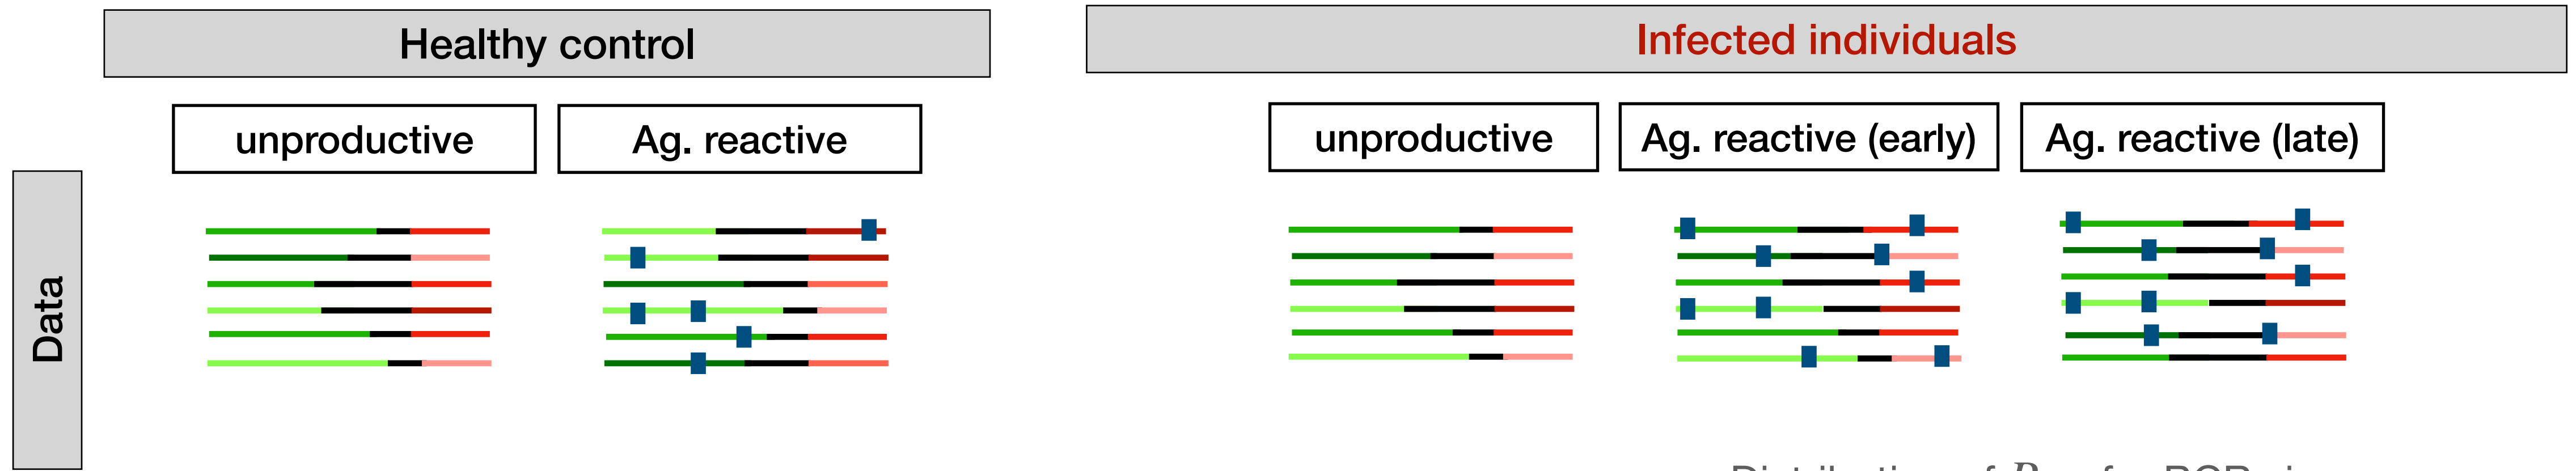 Healthy control
Infected individuals
unproductive
Ag. reactive
unproductive
Ag. reactive (early)
Ag. reactive (late)
Data